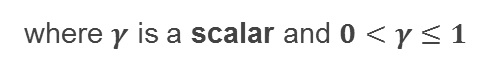 where γ is a scalar and 0 < γ ≤ 1